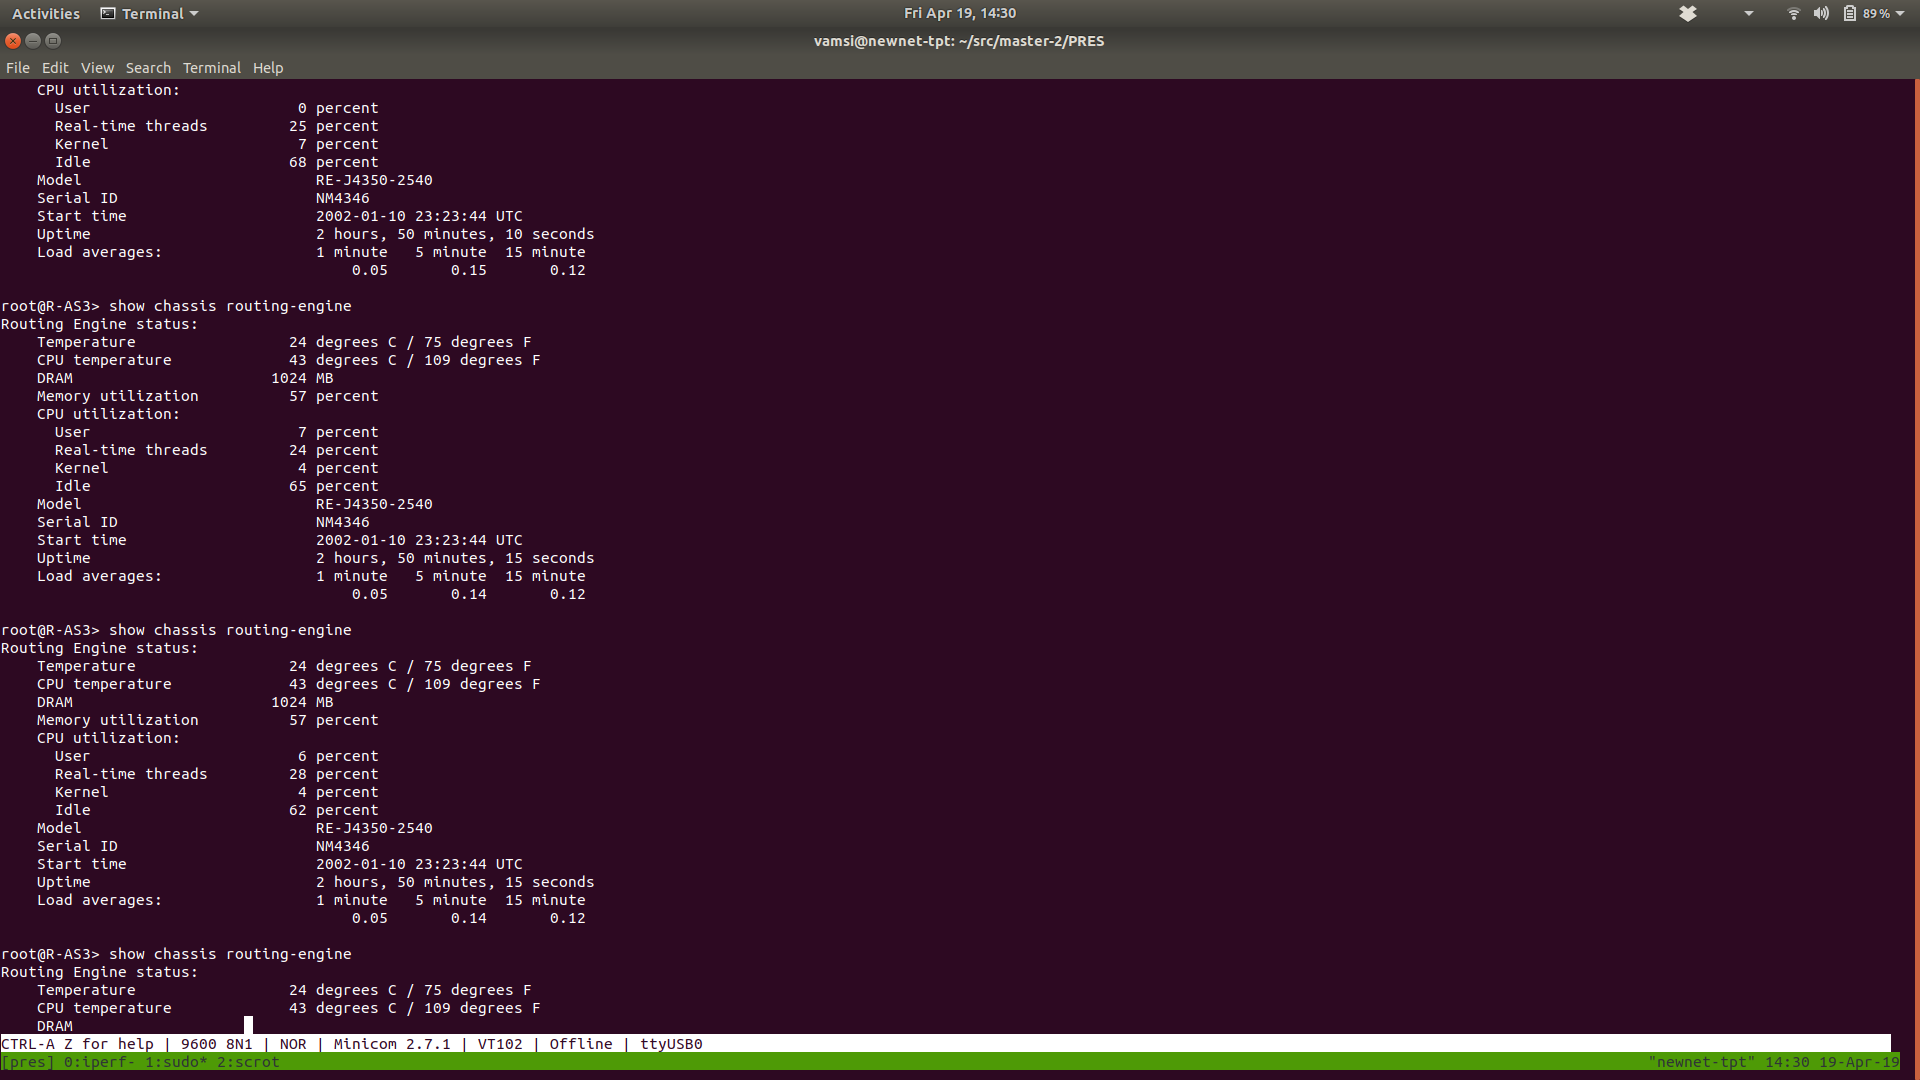 Activities Terminal Fri Apr 19, 14:30 89 %
vamsi@newnet-tpt: ~/src/master-2/PRES
File Edit View Search Terminal Help
    CPU utilization:
      User                       0 percent
      Real-time threads         25 percent
      Kernel                     7 percent
      Idle                      68 percent
    Model                          RE-J4350-2540
    Serial ID                      NM4346
    Start time                     2002-01-10 23:23:44 UTC
    Uptime                         2 hours, 50 minutes, 10 seconds
    Load averages:                 1 minute   5 minute  15 minute
                                       0.05       0.15       0.12
root@R-AS3> show chassis routing-engine
Routing Engine status:
    Temperature                 24 degrees C / 75 degrees F
    CPU temperature             43 degrees C / 109 degrees F
    DRAM                      1024 MB
    Memory utilization          57 percent
    CPU utilization:
      User                       7 percent
      Real-time threads         24 percent
      Kernel                     4 percent
      Idle                      65 percent
    Model                          RE-J4350-2540
    Serial ID                      NM4346
    Start time                     2002-01-10 23:23:44 UTC
    Uptime                         2 hours, 50 minutes, 15 seconds
    Load averages:                 1 minute   5 minute  15 minute
                                       0.05       0.14       0.12
root@R-AS3> show chassis routing-engine
Routing Engine status:
    Temperature                 24 degrees C / 75 degrees F
    CPU temperature             43 degrees C / 109 degrees F
    DRAM                      1024 MB
    Memory utilization          57 percent
    CPU utilization:
      User                       6 percent
      Real-time threads         28 percent
      Kernel                     4 percent
      Idle                      62 percent
    Model                          RE-J4350-2540
    Serial ID                      NM4346
    Start time                     2002-01-10 23:23:44 UTC
    Uptime                         2 hours, 50 minutes, 15 seconds
    Load averages:                 1 minute   5 minute  15 minute
                                       0.05       0.14       0.12
root@R-AS3> show chassis routing-engine
Routing Engine status:
    Temperature                 24 degrees C / 75 degrees F
    CPU temperature             43 degrees C / 109 degrees F
    DRAM
CTRL-A Z for help | 9600 8N1 | NOR | Minicom 2.7.1 | VT102 | Offline | ttyUSB0
[pres] 0:iperf- 1:sudo* 2:scrot "newnet-tpt" 14:30 19-Apr-19